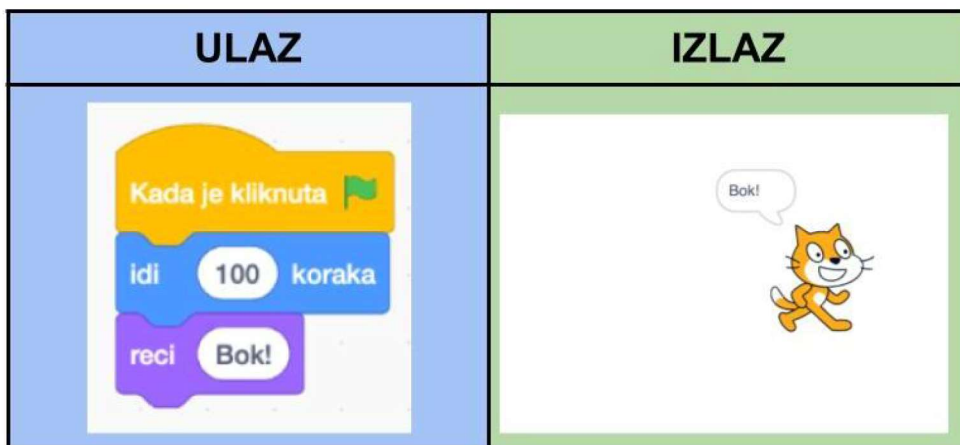 ULAZ
IZLAZ
Kada je kliknuta
idi 100 koraka
reci Bok!
Bok!